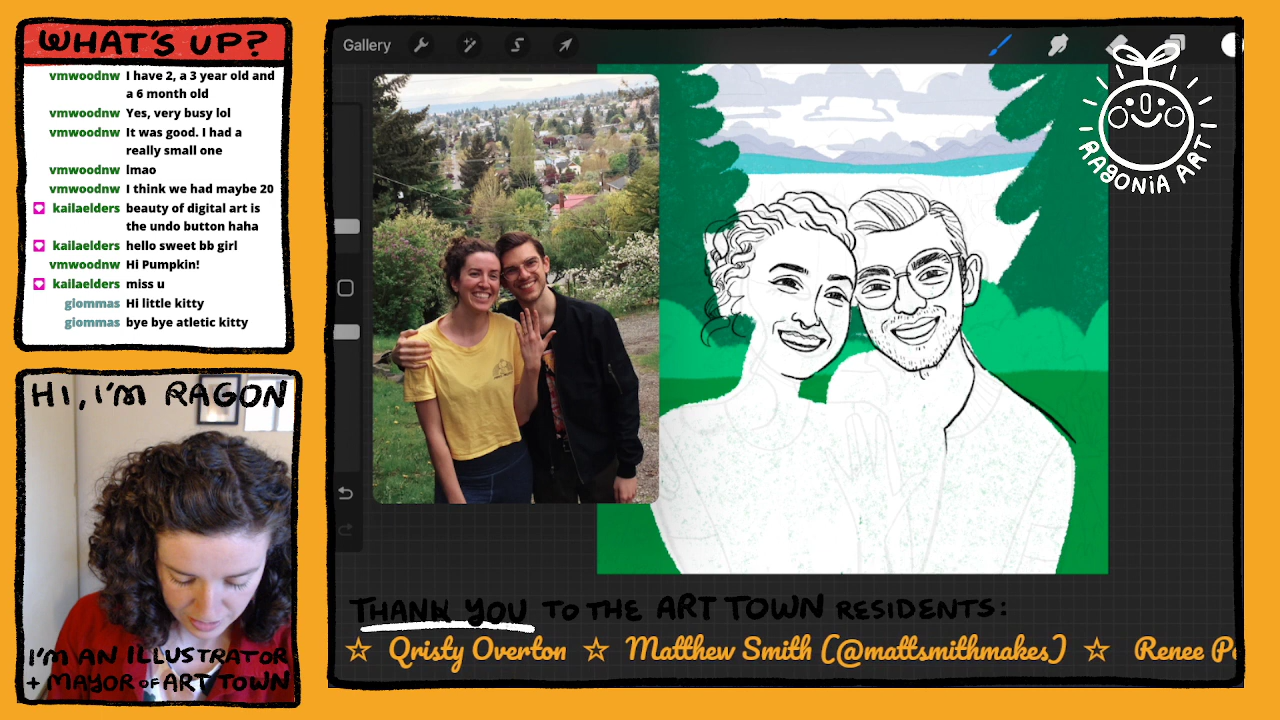 WHAT'S UP?
vmwoodnw I have 2, a 3 year old and
a 6 month old
vmwoodnw Yes, very busy lol
vmwoodnw It was good. I had a
really small one
vmwoodnw lmao
vmwoodnw I think we had maybe 20
kailaelders beauty of digital art is
the undo button haha
kailaelders hello sweet bb girl
vmwoodnw Hi Pumpkin!
kailaelders miss u
glommas Hi little kitty
glommas bye bye atletic kitty
HI, I'M RAGON
I'M AN ILLUSTRATOR
+ MAYOR OF ART TOWN
Gallery
RAGONIA ART
THANK YOU TO THE ART TOWN RESIDENTS:
☆ Qristy Overton ☆ Matthew Smith (@mattsmithmakes) ☆ Renee